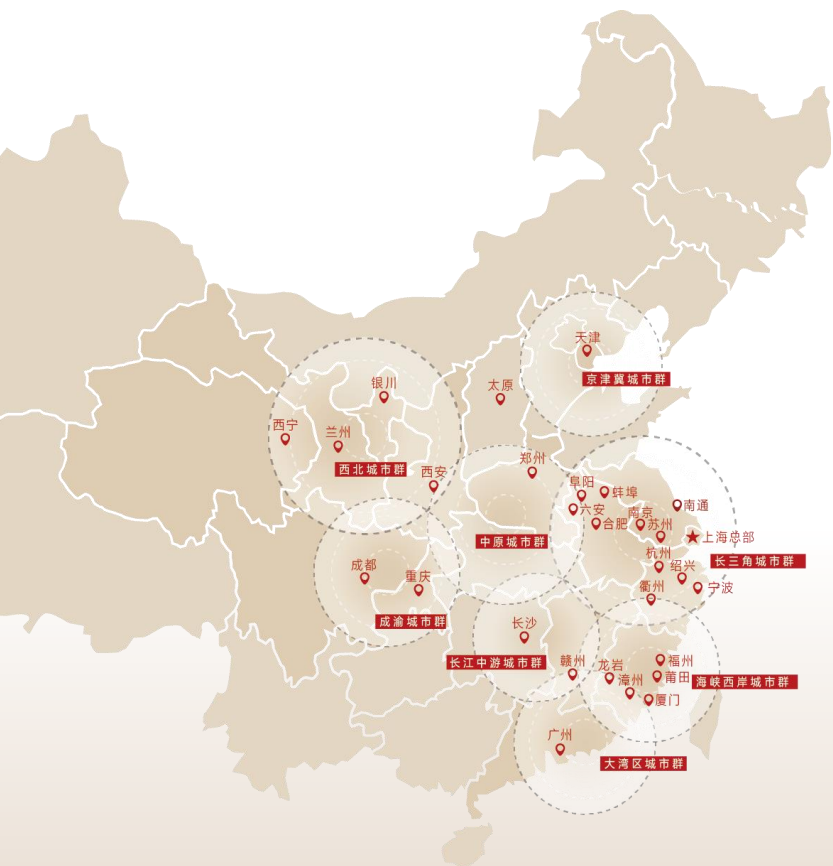 天津
京津冀城市群
银川
太原
西宁
兰州
西北城市群
西安
郑州
阜阳
蚌埠
六安
南通
合肥
南京
苏州
上海总部
中原城市群
杭州
长三角城市群
绍兴
成都
重庆
衢州
宁波
成渝城市群
长沙
长江中游城市群
赣州
龙岩
福州
莆田
海峡西岸城市群
漳州
厦门
广州
大湾区城市群